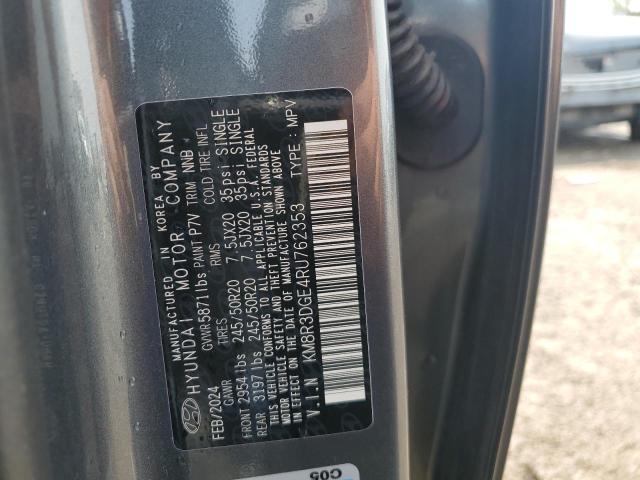 MANUFACTURED IN KOREA BY
HYUNDAI MOTOR COMPANY
FEB/2024 GVWR 5871lbs PAINT P7V TRIM NNB
GAWR TIRES RIMS COLD TIRE INFL
FRONT 2954 lbs 245/50R20 7.5JX20 35psi SINGLE
REAR 3197 lbs 245/50R20 7.5JX20 35psi SINGLE
THIS VEHICLE CONFORMS TO ALL APPLICABLE U.S.A. FEDERAL
MOTOR VEHICLE SAFETY AND THEFT PREVENTION STANDARDS
IN EFFECT ON THE DATE OF MANUFACTURE SHOWN ABOVE.
V.I.N KM8R3DGE4RU762353 TYPE : MPV
C05